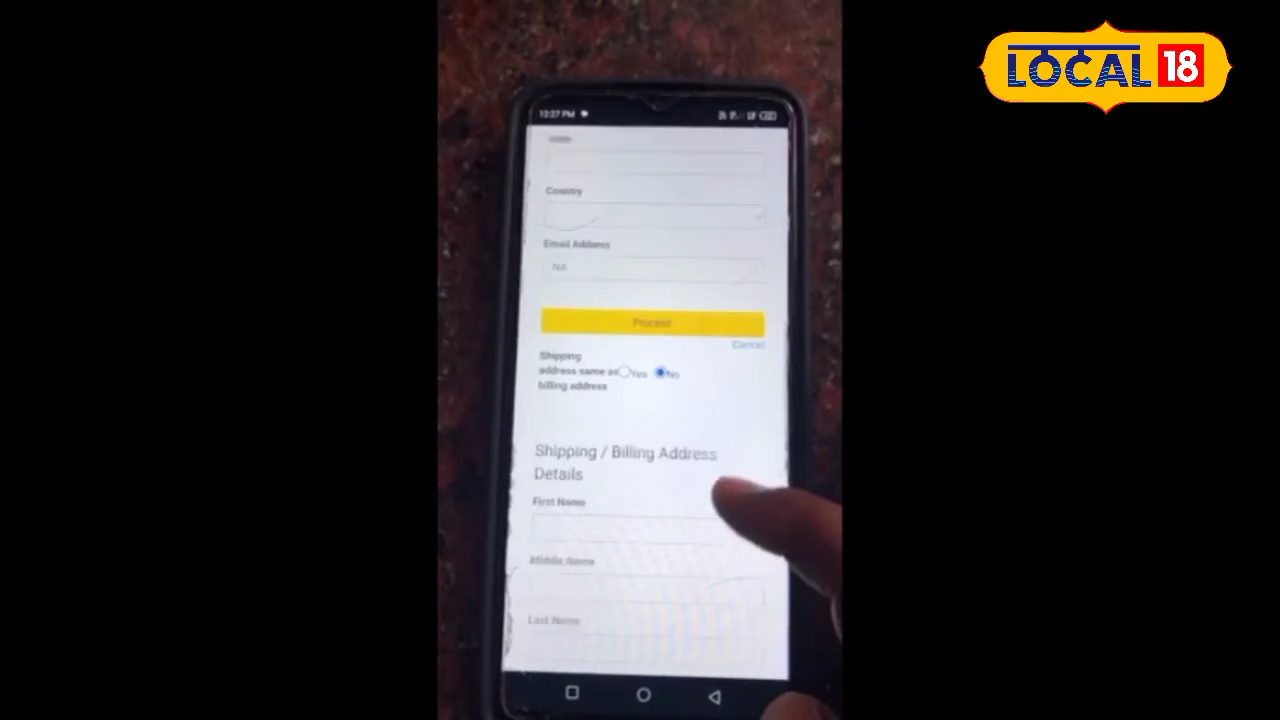 LOCAL 18
12:27 PM
Country
Email Address
NA
Proceed
Cancel
Shipping
address name as Yes No
billing address
Shipping / Billing Address
Details
First Name
Middle Name
Last Name